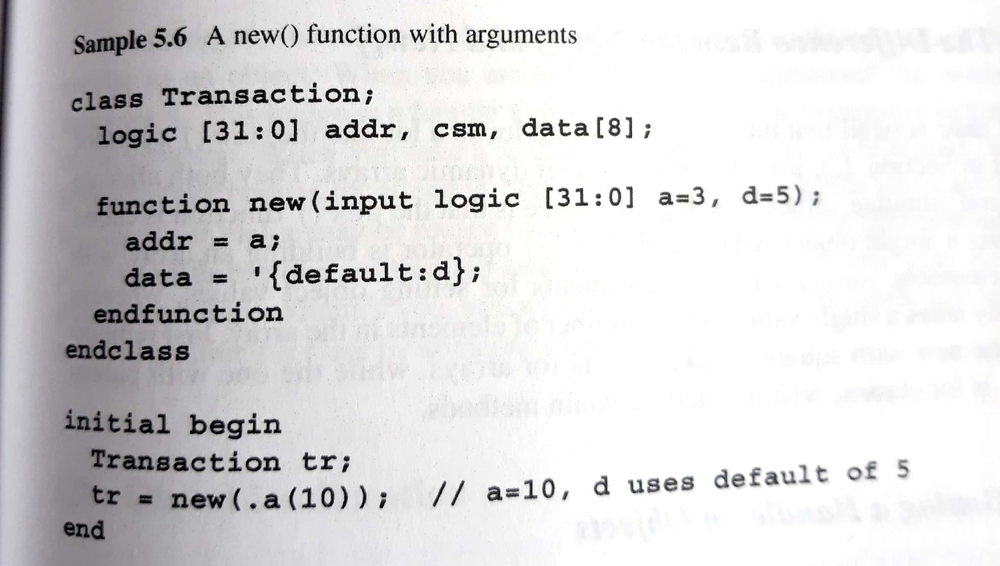 Sample 5.6 A new() function with arguments
class Transaction;
logic [31:0] addr, csm, data[8];
function new(input logic [31:0] a=3, d=5);
addr = a;
data = '{default:d};
endfunction
endclass
initial begin
Transaction tr;
tr = new(.a(10)); // a=10, d uses default of 5
end